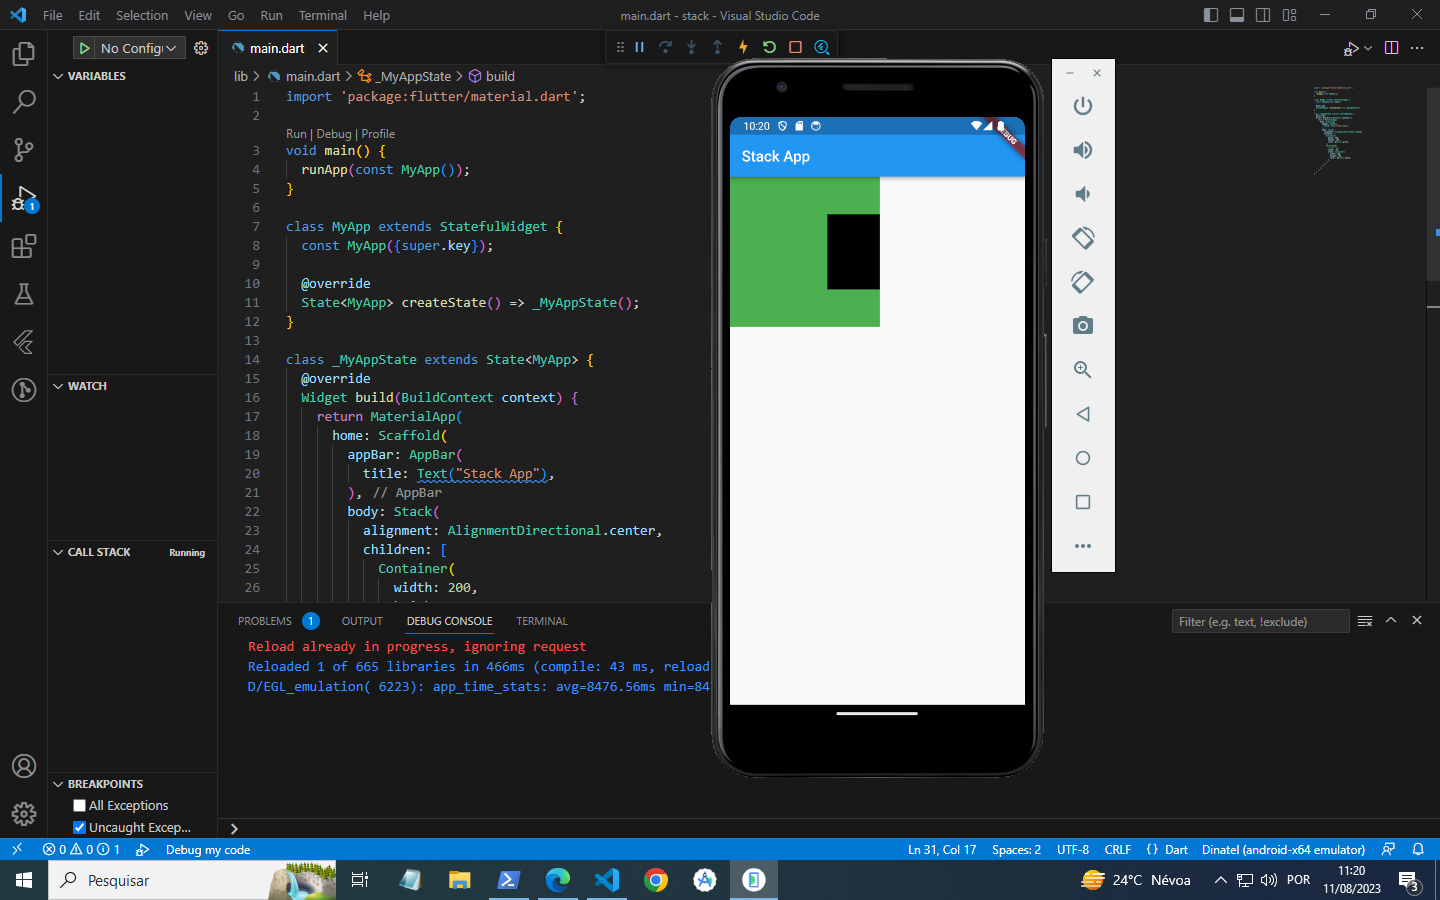 File Edit Selection View Go Run Terminal Help
main.dart - stack - Visual Studio Code
No Config
main.dart
VARIABLES
WATCH
CALL STACK
Running
BREAKPOINTS
All Exceptions
Uncaught Excep...
lib > main.dart > _MyAppState > build
1 import 'package:flutter/material.dart';
2
Run | Debug | Profile
3 void main() {
4 runApp(const MyApp());
5 }
6
7 class MyApp extends StatefulWidget {
8 const MyApp({super.key});
9
10 @override
11 State<MyApp> createState() => _MyAppState();
12 }
13
14 class _MyAppState extends State<MyApp> {
15 @override
16 Widget build(BuildContext context) {
17 return MaterialApp(
18 home: Scaffold(
19 appBar: AppBar(
20 title: Text("Stack App"),
21 ), // AppBar
22 body: Stack(
23 alignment: AlignmentDirectional.center,
24 children: [
25 Container(
26 width: 200,
PROBLEMS 1 OUTPUT DEBUG CONSOLE TERMINAL
Filter (e.g. text, !exclude)
Reload already in progress, ignoring request
Reloaded 1 of 665 libraries in 466ms (compile: 43 ms, reload
D/EGL_emulation( 6223): app_time_stats: avg=8476.56ms min=847
10:20
DEBUG
Stack App
1
0 0 1 Debug my code
Ln 31, Col 17 Spaces: 2 UTF-8 CRLF {} Dart Dinatel (android-x64 emulator)
Pesquisar
24°C Névoa
POR
11:20
11/08/2023
3